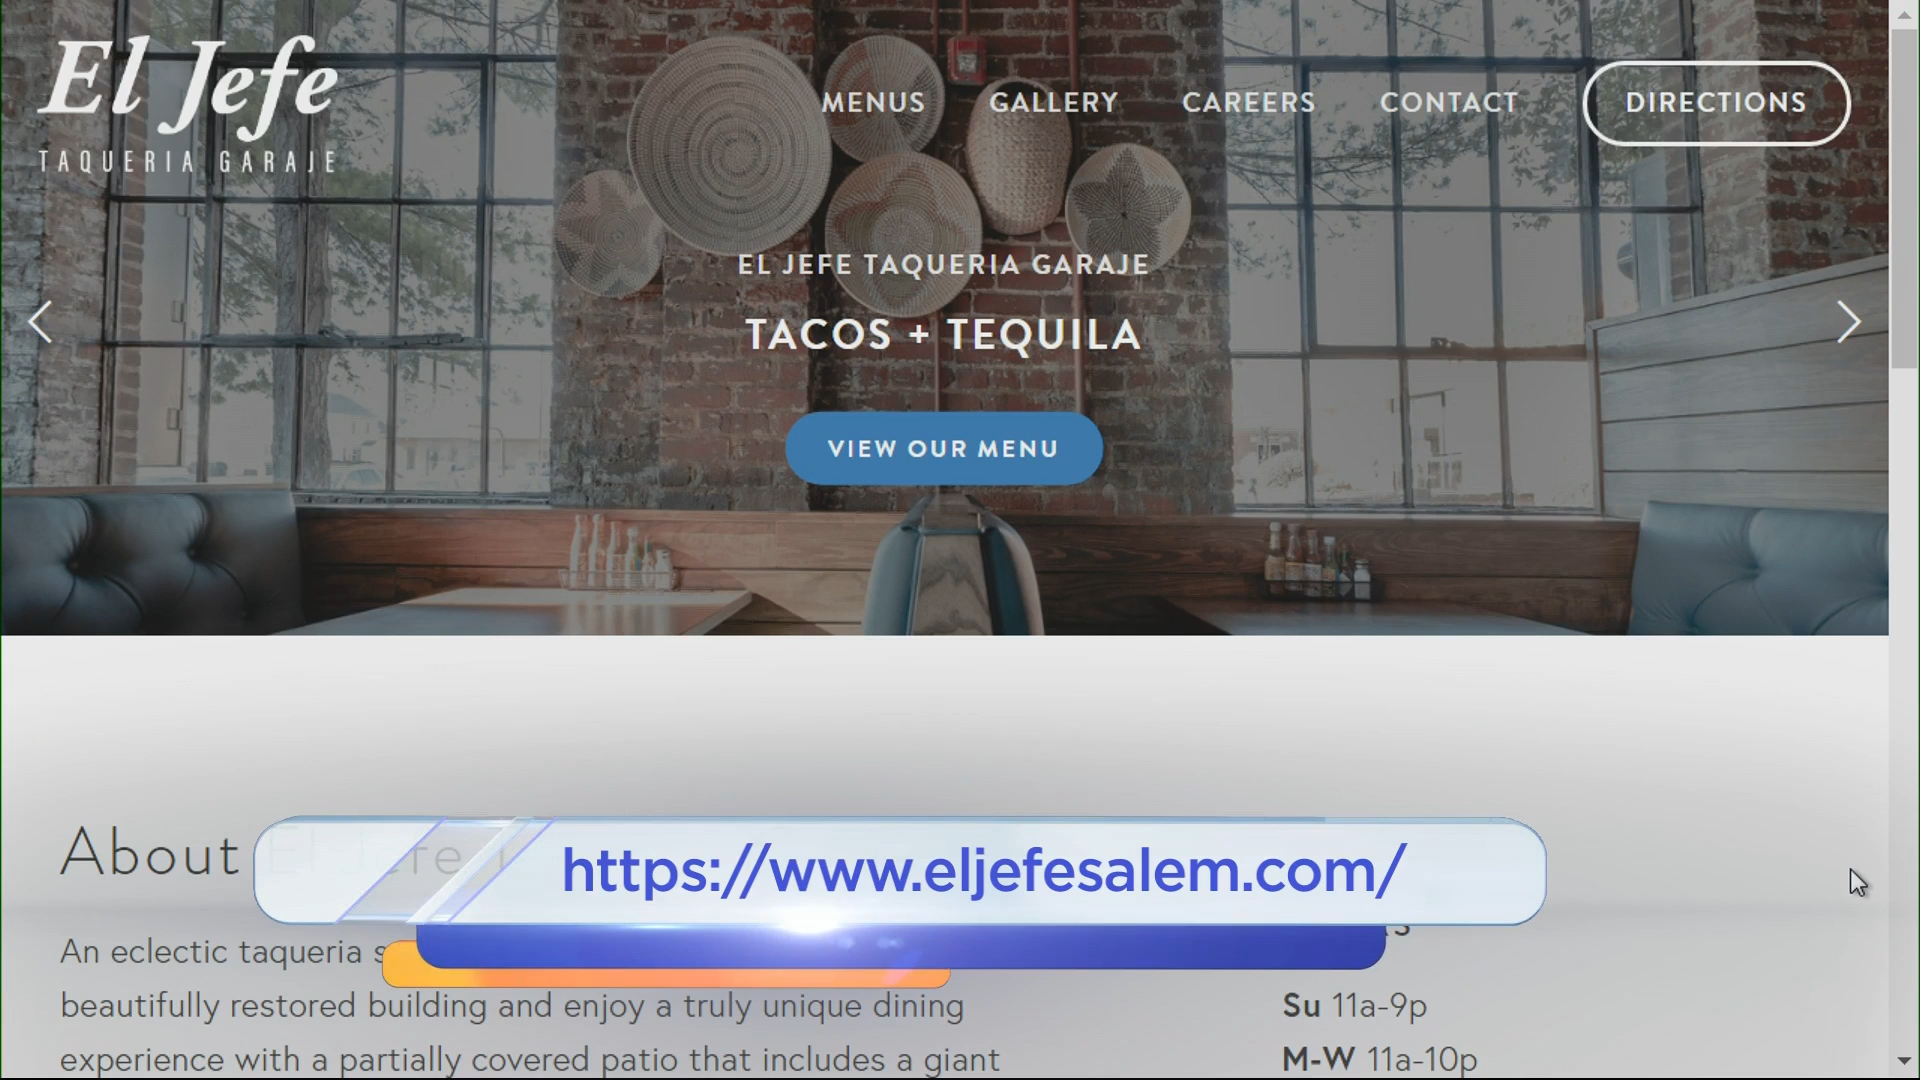 El Jefe
TAQUERIA GARAJE
MENUS GALLERY CAREERS CONTACT DIRECTIONS
EL JEFE TAQUERIA GARAJE
TACOS + TEQUILA
VIEW OUR MENU
About El Jefe
https://www.eljefesalem.com/
An eclectic taqueria
beautifully restored building and enjoy a truly unique dining
experience with a partially covered patio that includes a giant
Su 11a-9p
M-W 11a-10p